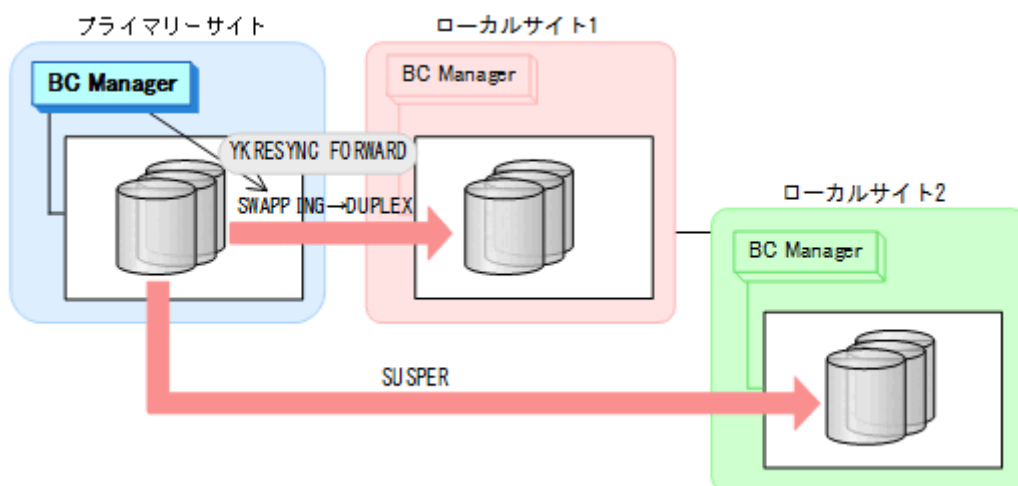 プライマリーサイト
ローカルサイト1
BC Manager
BC Manager
YKRESYNC FORWARD
SWAPPING→DUPLEX
ローカルサイト2
BC Manager
SUSPER